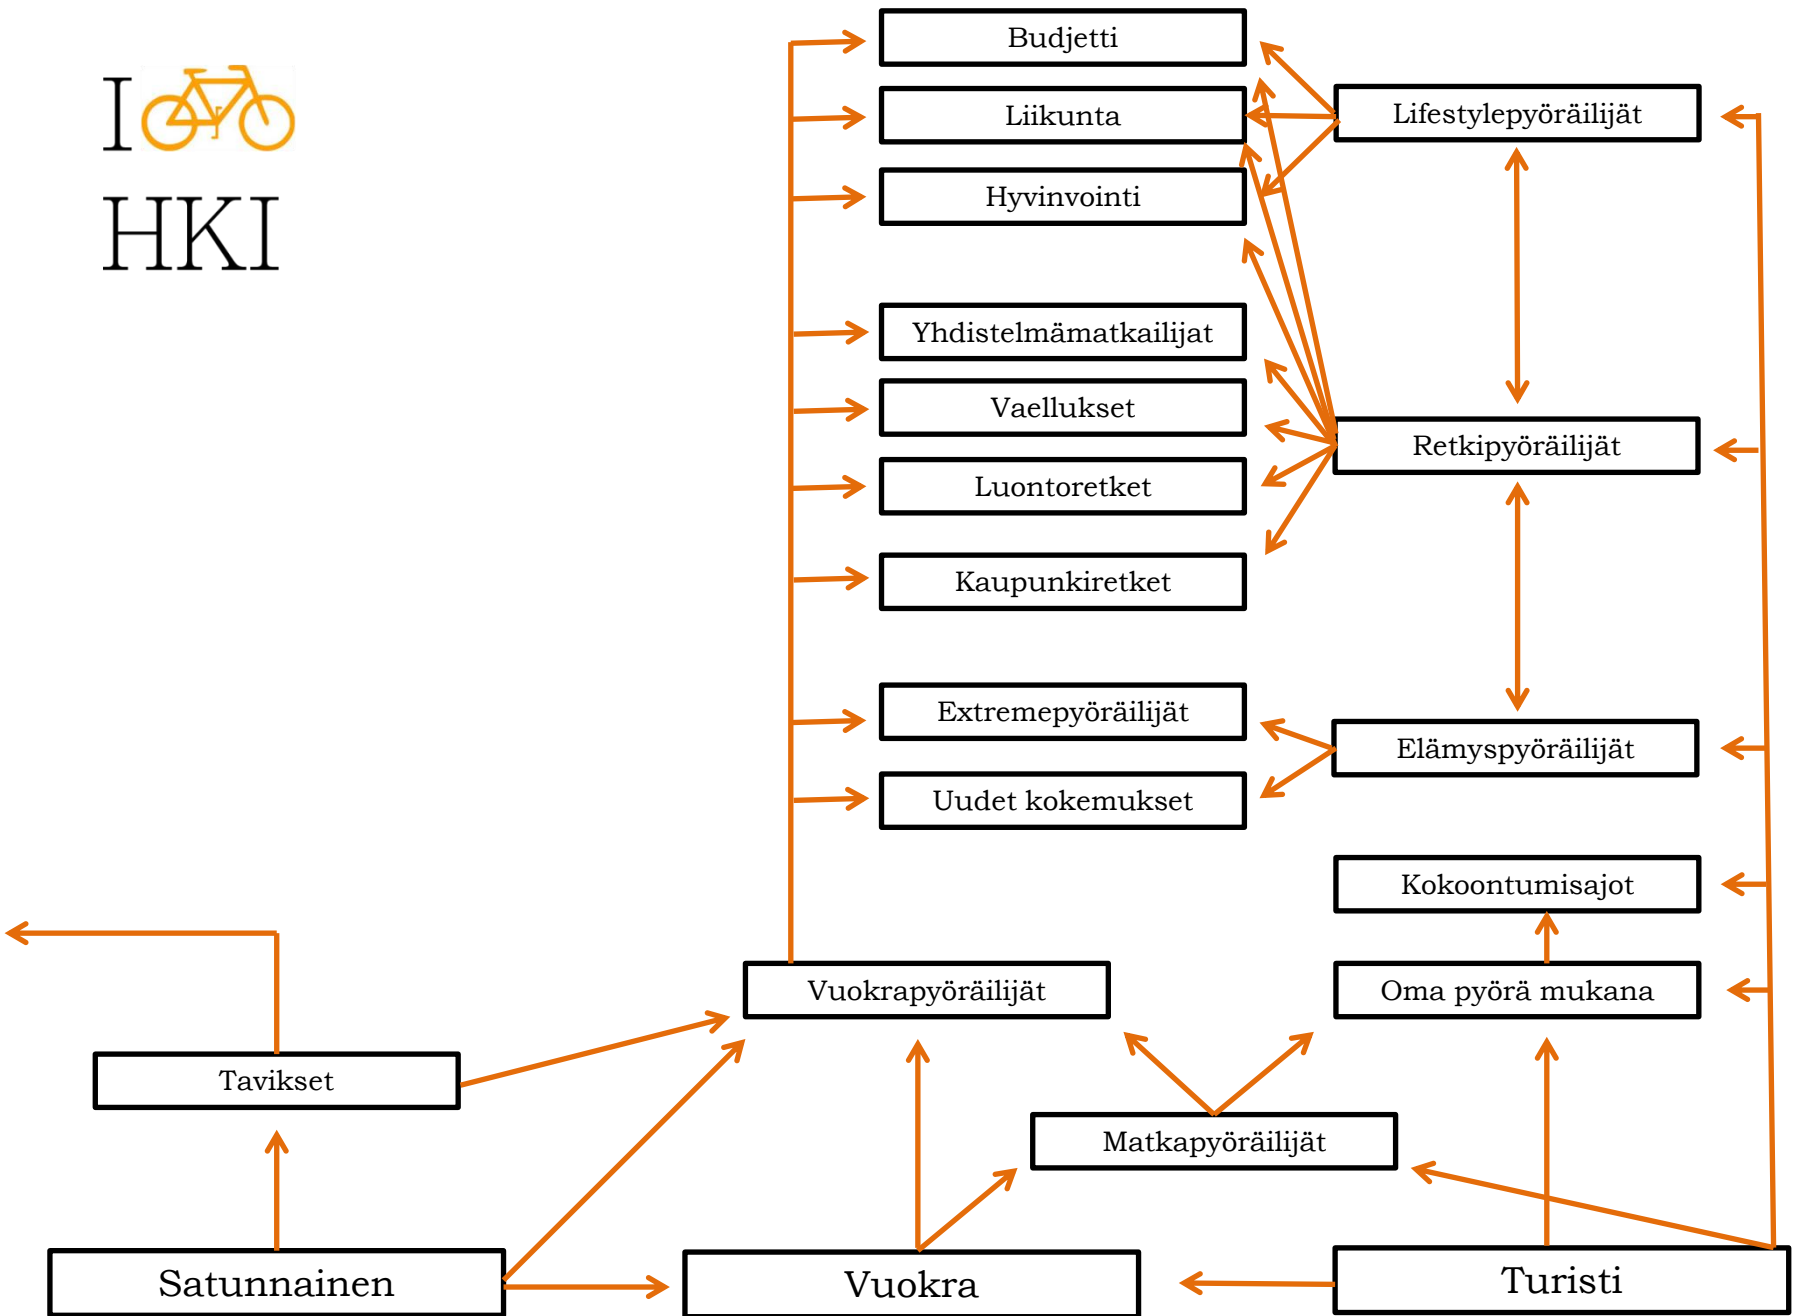 I
HKI
Budjetti
Liikunta
Lifestylepyöräilijät
Hyvinvointi
Yhdistelmämatkailijat
Vaellukset
Retkipyöräilijät
Luontoretket
Kaupunkiretket
Extremepyöräilijät
Elämyspyöräilijät
Uudet kokemukset
Kokoontumisajot
Vuokrapyöräilijät
Oma pyörä mukana
Tavikset
Matkapyöräilijät
Satunnainen
Vuokra
Turisti